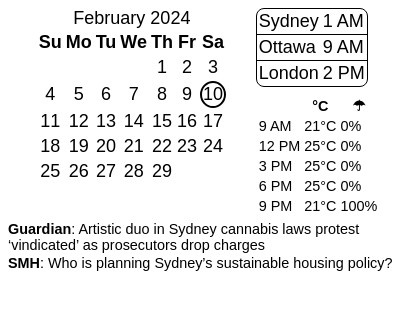 February 2024
Su Mo Tu We Th Fr Sa
1 2 3
4 5 6 7 8 9 10
11 12 13 14 15 16 17
18 19 20 21 22 23 24
25 26 27 28 29
Sydney 1 AM
Ottawa 9 AM
London 2 PM
°C ☂
9 AM 21°C 0%
12 PM 25°C 0%
3 PM 25°C 0%
6 PM 25°C 0%
9 PM 21°C 100%
Guardian: Artistic duo in Sydney cannabis laws protest
‘vindicated’ as prosecutors drop charges
SMH: Who is planning Sydney’s sustainable housing policy?